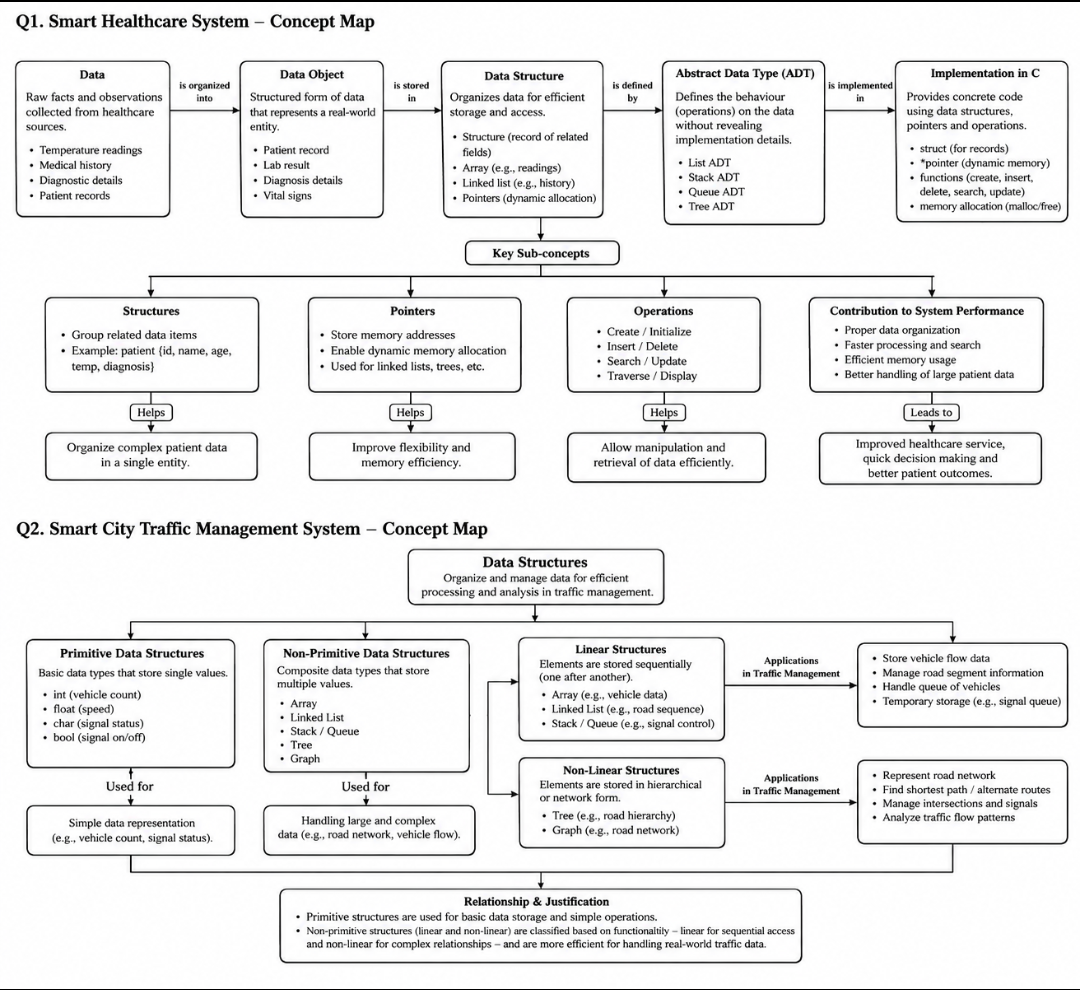 Q1. Smart Healthcare System – Concept Map
Data
Raw facts and observations
collected from healthcare
sources.
• Temperature readings
• Medical history
• Diagnostic details
• Patient records
is organized
into
Data Object
Structured form of data
that represents a real-world
entity.
• Patient record
• Lab result
• Diagnosis details
• Vital signs
is stored
in
Data Structure
Organizes data for efficient
storage and access.
• Structure (record of related
fields)
• Array (e.g., readings)
• Linked list (e.g., history)
• Pointers (dynamic allocation)
is defined
by
Abstract Data Type (ADT)
Defines the behaviour
(operations) on the data
without revealing
implementation details.
• List ADT
• Stack ADT
• Queue ADT
• Tree ADT
is implemented
in
Implementation in C
Provides concrete code
using data structures,
pointers and operations.
• struct (for records)
• *pointer (dynamic memory)
• functions (create, insert,
delete, search, update)
• memory allocation (malloc/free)
Key Sub-concepts
Structures
• Group related data items
• Example: patient {id, name, age,
temp, diagnosis}
Helps
Organize complex patient data
in a single entity.
Pointers
• Store memory addresses
• Enable dynamic memory allocation
• Used for linked lists, trees, etc.
Helps
Improve flexibility and
memory efficiency.
Operations
• Create / Initialize
• Insert / Delete
• Search / Update
• Traverse / Display
Helps
Allow manipulation and
retrieval of data efficiently.
Contribution to System Performance
• Proper data organization
• Faster processing and search
• Efficient memory usage
• Better handling of large patient data
Leads to
Improved healthcare service,
quick decision making and
better patient outcomes.
Q2. Smart City Traffic Management System – Concept Map
Data Structures
Organize and manage data for efficient
processing and analysis in traffic management.
Primitive Data Structures
Basic data types that store single values.
• int (vehicle count)
• float (speed)
• char (signal status)
• bool (signal on/off)
Used for
Simple data representation
(e.g., vehicle count, signal status).
Non-Primitive Data Structures
Composite data types that store
multiple values.
• Array
• Linked List
• Stack / Queue
• Tree
• Graph
Used for
Handling large and complex
data (e.g., road network, vehicle flow).
Linear Structures
Elements are stored sequentially
(one after another).
• Array (e.g., vehicle data)
• Linked List (e.g., road sequence)
• Stack / Queue (e.g., signal control)
Applications
in Traffic Management
• Store vehicle flow data
• Manage road segment information
• Handle queue of vehicles
• Temporary storage (e.g., signal queue)
Non-Linear Structures
Elements are stored in hierarchical
or network form.
• Tree (e.g., road hierarchy)
• Graph (e.g., road network)
Applications
in Traffic Management
• Represent road network
• Find shortest path / alternate routes
• Manage intersections and signals
• Analyze traffic flow patterns
Relationship & Justification
• Primitive structures are used for basic data storage and simple operations.
• Non-primitive structures (linear and non-linear) are classified based on functionaltily – linear for sequential access
and non-linear for complex relationships – and are more efficient for handling real-world traffic data.